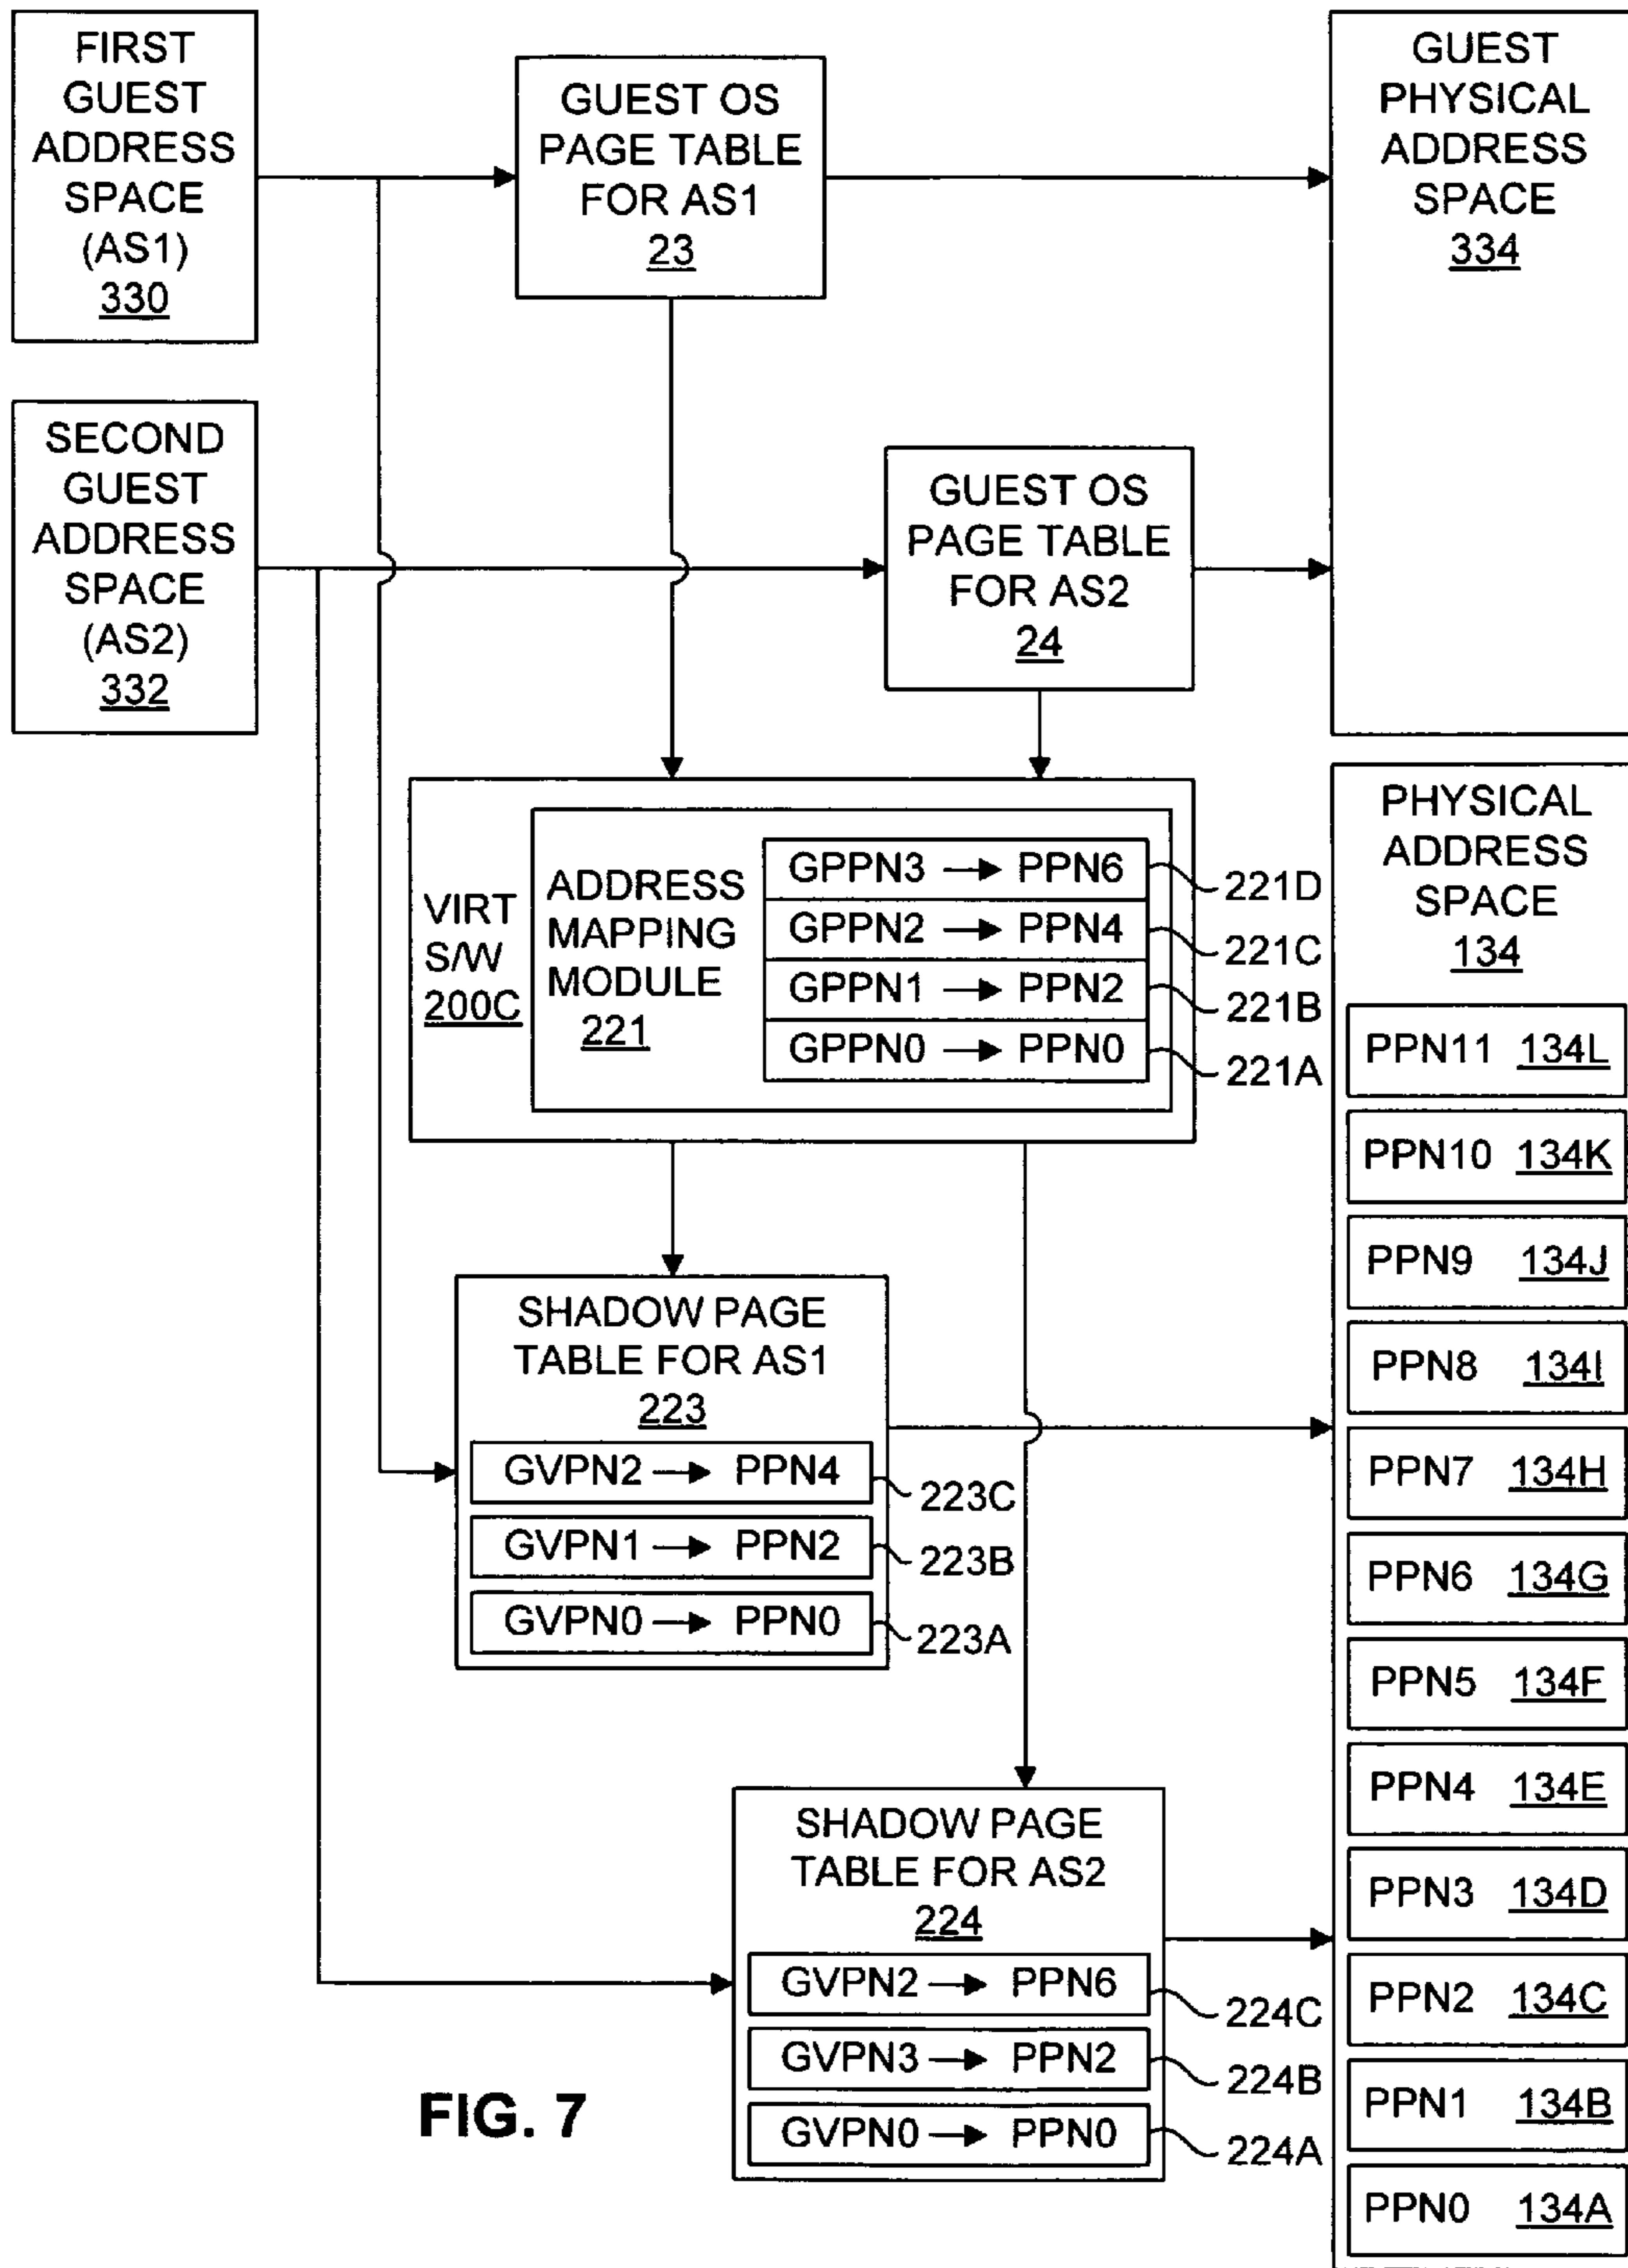 FIRST
GUEST
ADDRESS
SPACE
(AS1)
330
GUEST OS
PAGE TABLE
FOR AS1
23
GUEST
PHYSICAL
ADDRESS
SPACE
334
SECOND
GUEST
ADDRESS
SPACE
(AS2)
332
GUEST OS
PAGE TABLE
FOR AS2
24
VIRT
S/W
200C
ADDRESS
MAPPING
MODULE
221
GPPN3 → PPN6 221D
GPPN2 → PPN4 221C
GPPN1 → PPN2 221B
GPPN0 → PPN0 221A
PHYSICAL
ADDRESS
SPACE
134
PPN11 134L
PPN10 134K
PPN9 134J
PPN8 134I
PPN7 134H
PPN6 134G
PPN5 134F
PPN4 134E
PPN3 134D
PPN2 134C
PPN1 134B
PPN0 134A
SHADOW PAGE
TABLE FOR AS1
223
GVPN2 → PPN4 223C
GVPN1 → PPN2 223B
GVPN0 → PPN0 223A
SHADOW PAGE
TABLE FOR AS2
224
GVPN2 → PPN6 224C
GVPN3 → PPN2 224B
GVPN0 → PPN0 224A
FIG. 7